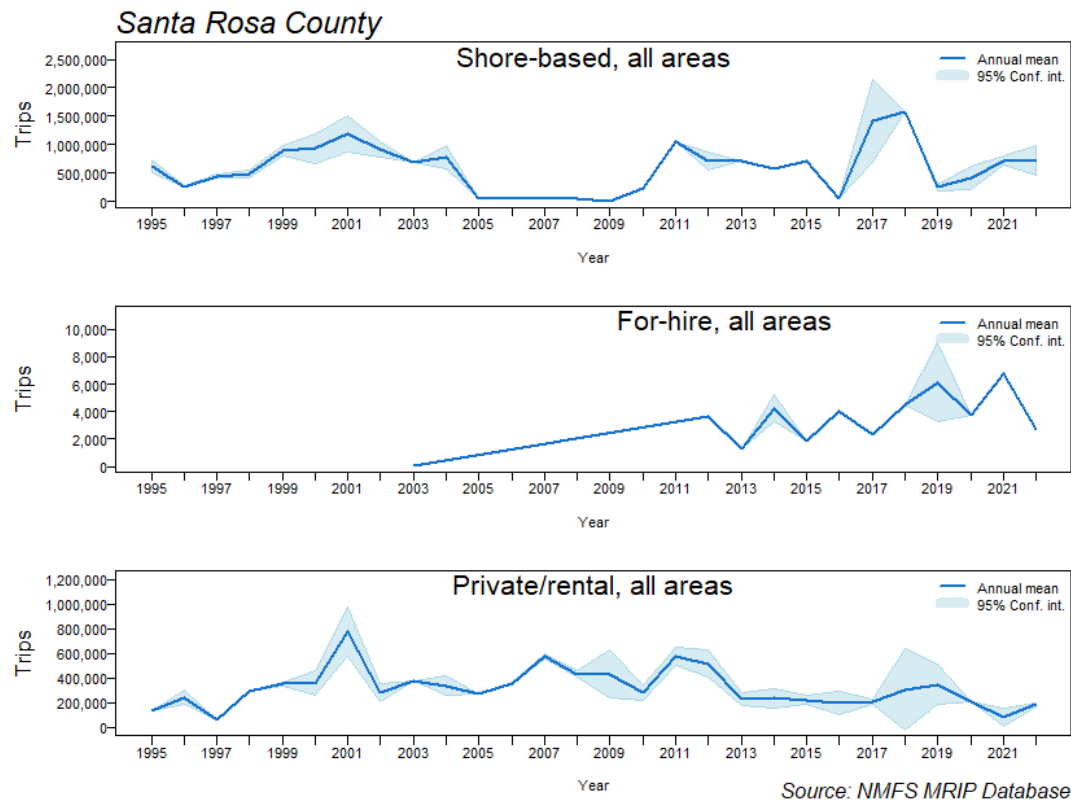 Santa Rosa County
Shore-based, all areas
Annual mean
95% Conf. int.
Trips
2,500,000
2,000,000
1,500,000
1,000,000
500,000
0
1995 1997 1999 2001 2003 2005 2007 2009 2011 2013 2015 2017 2019 2021
Year
For-hire, all areas
Annual mean
95% Conf. int.
Trips
10,000
8,000
6,000
4,000
2,000
0
1995 1997 1999 2001 2003 2005 2007 2009 2011 2013 2015 2017 2019 2021
Year
Private/rental, all areas
Annual mean
95% Conf. int.
Trips
1,200,000
1,000,000
800,000
600,000
400,000
200,000
0
1995 1997 1999 2001 2003 2005 2007 2009 2011 2013 2015 2017 2019 2021
Year
Source: NMFS MRIP Database